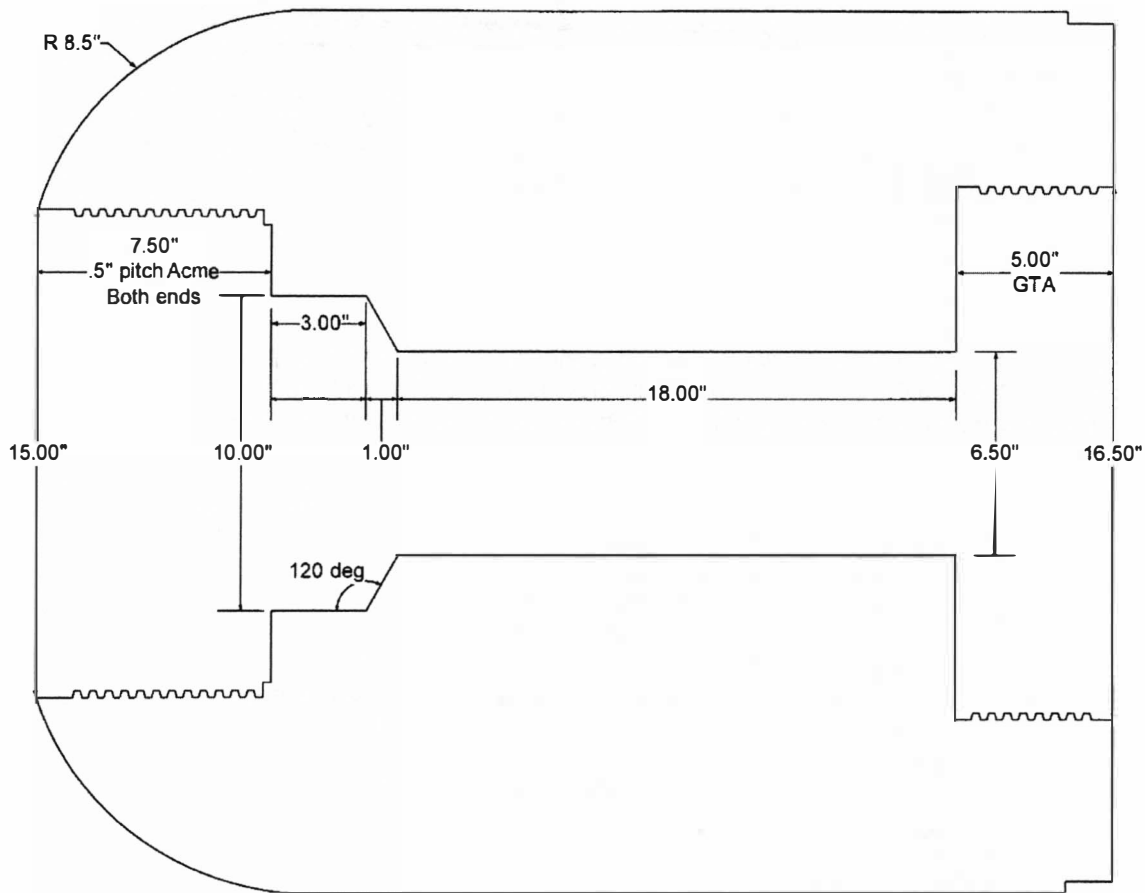 R 8.5"
7.50"
.5" pitch Acme
Both ends
5.00"
GTA
3.00"
18.00"
15.00"
10.00"
1.00"
6.50"
16.50"
120 deg